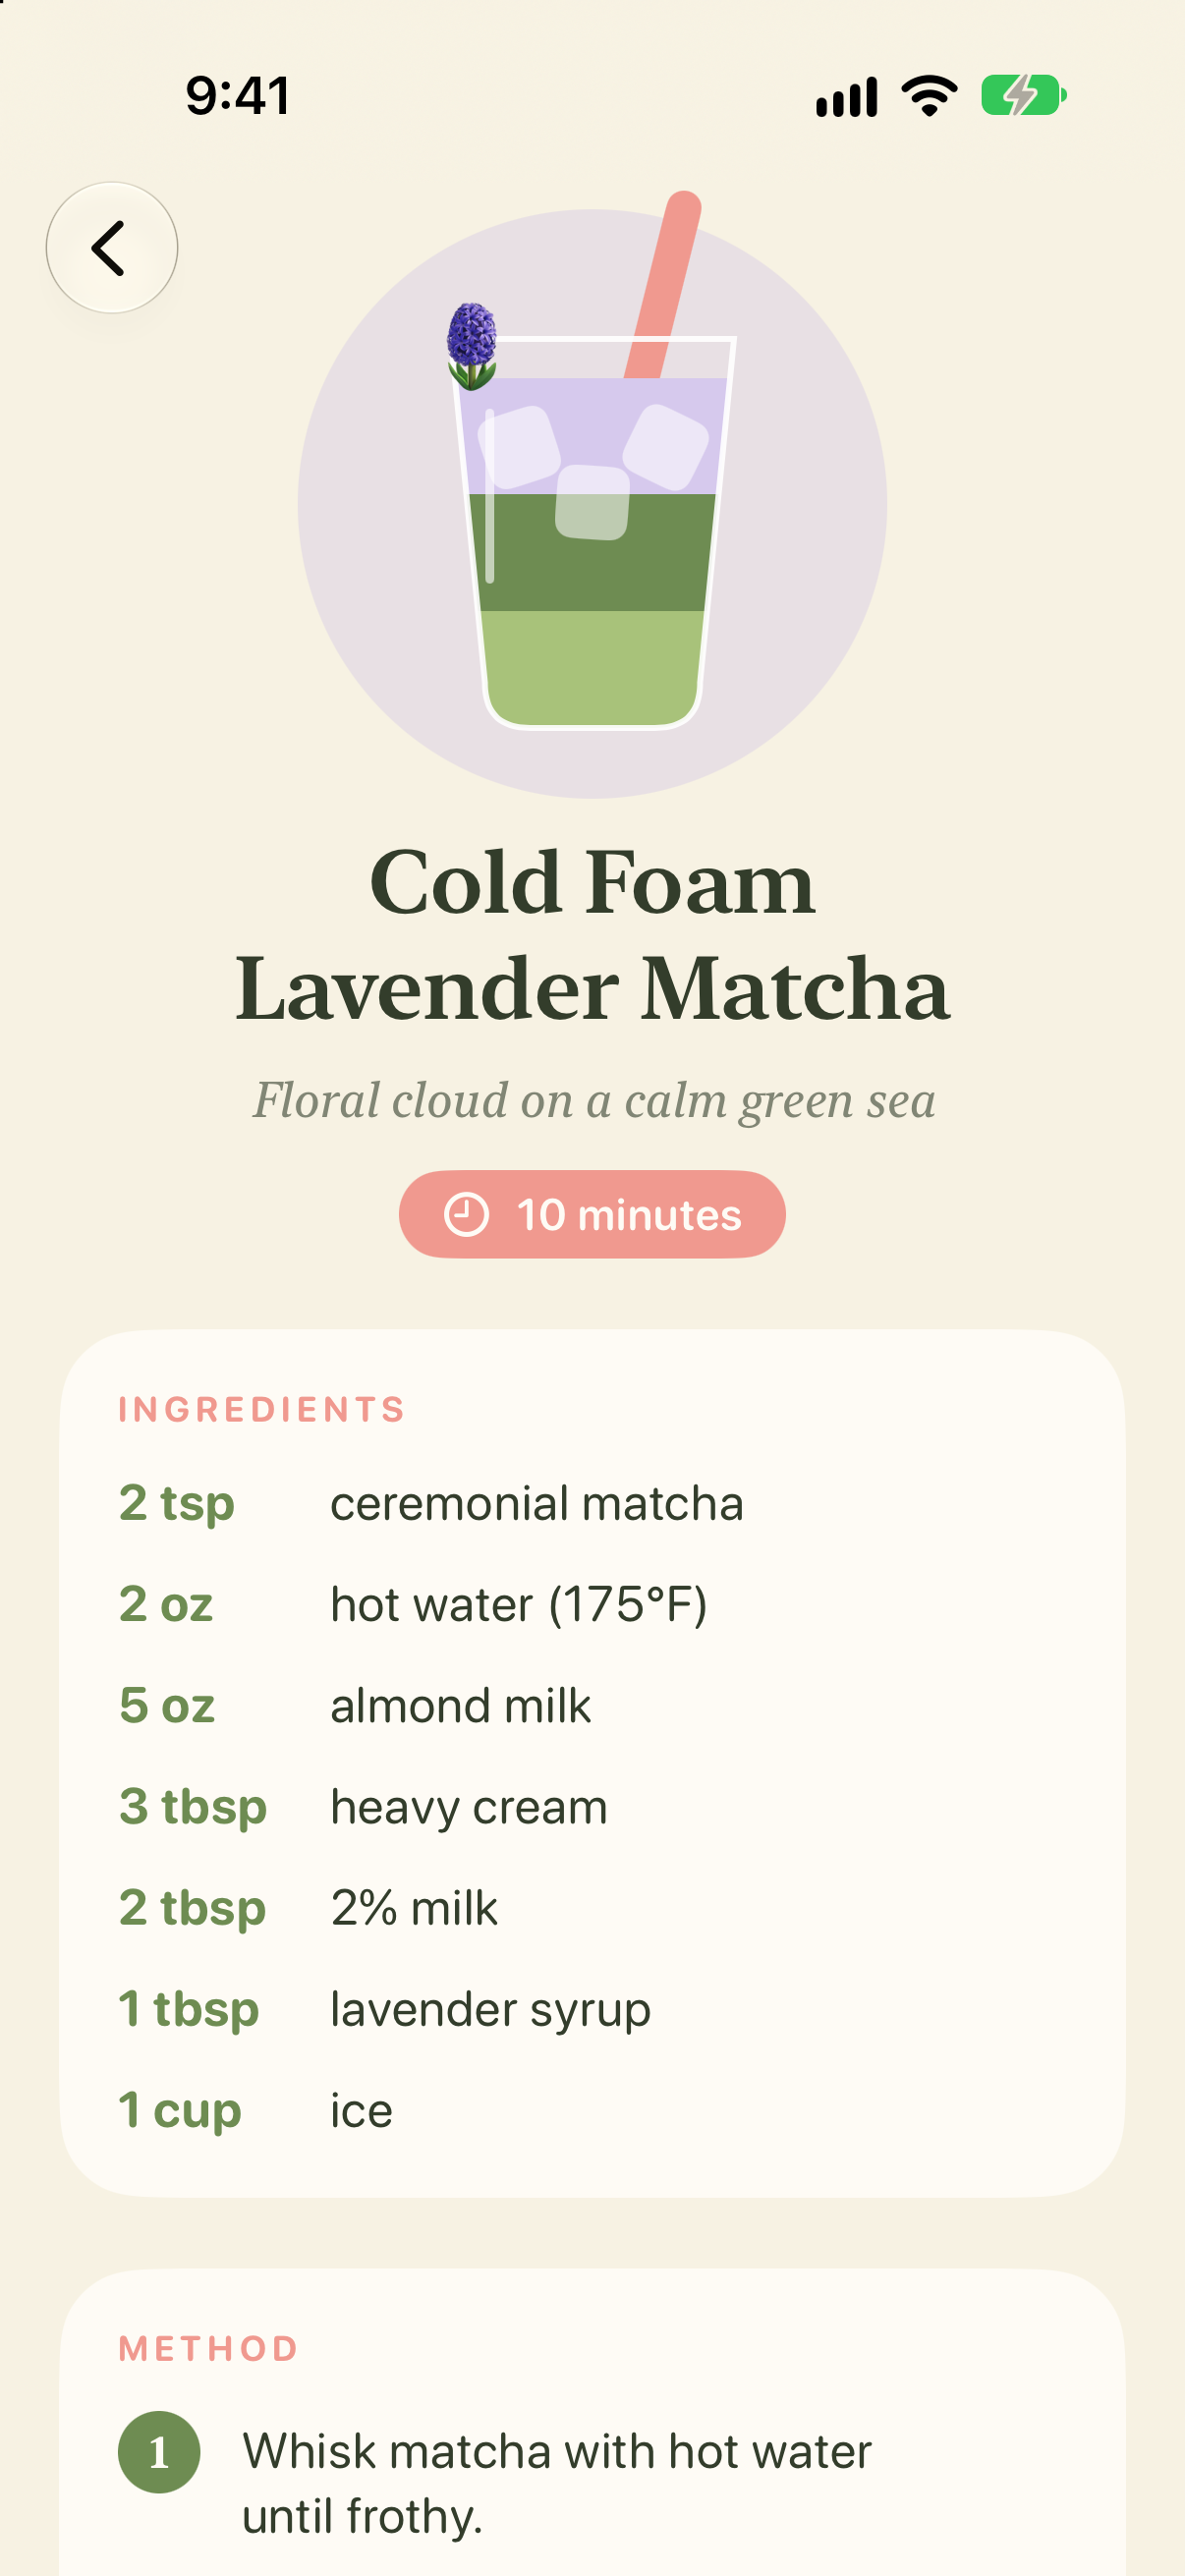 9:41
Cold Foam
Lavender Matcha
Floral cloud on a calm green sea
10 minutes
INGREDIENTS
2 tsp ceremonial matcha
2 oz hot water (175°F)
5 oz almond milk
3 tbsp heavy cream
2 tbsp 2% milk
1 tbsp lavender syrup
1 cup ice
METHOD
1 Whisk matcha with hot water
until frothy.